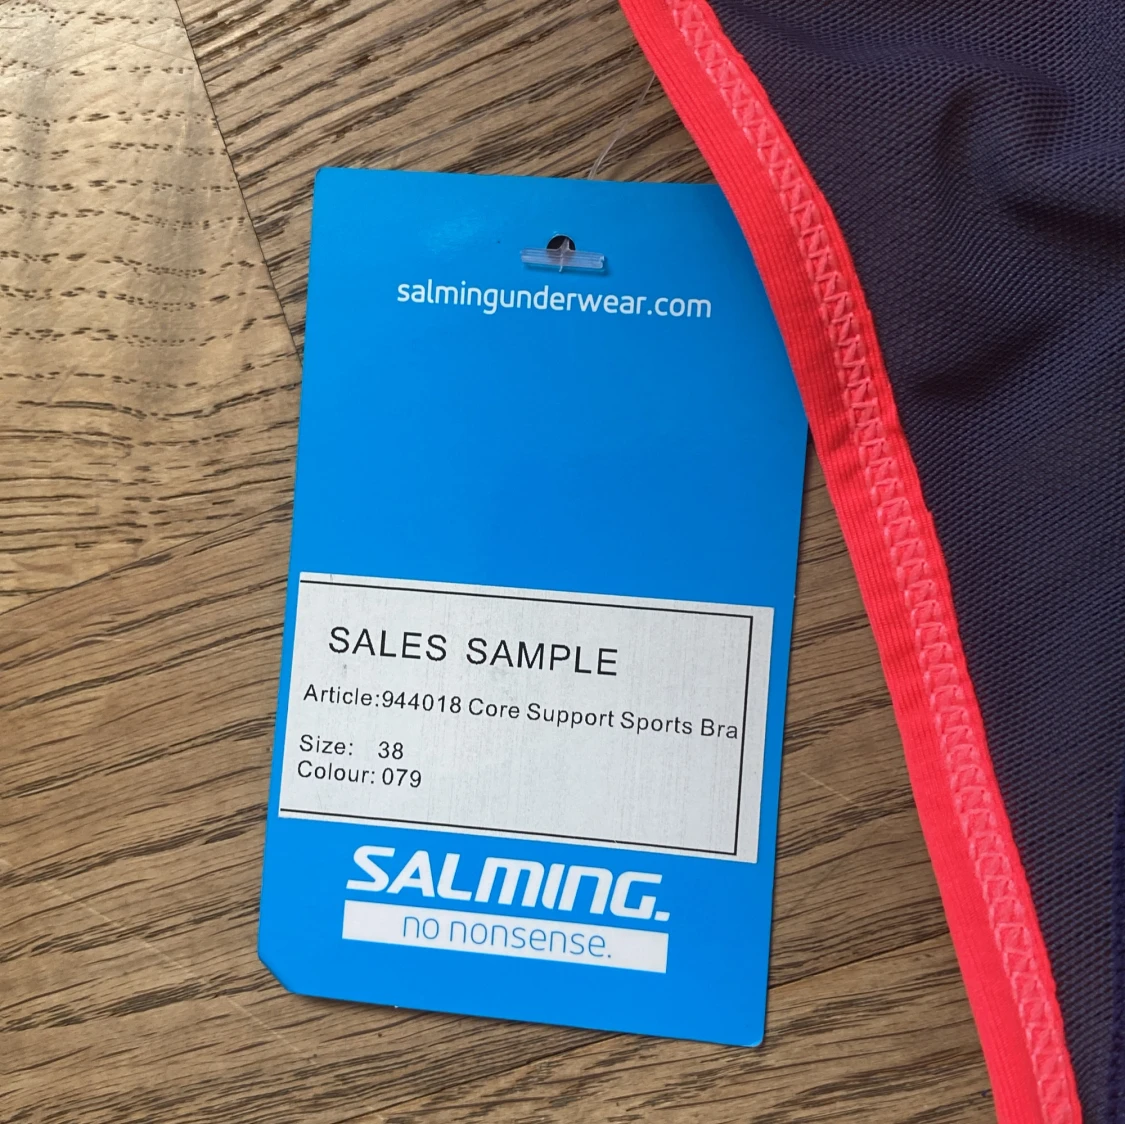 salmingunderwear.com
SALES SAMPLE
Article:944018 Core Support Sports Bra
Size: 38
Colour: 079
SALMING.
no nonsense.